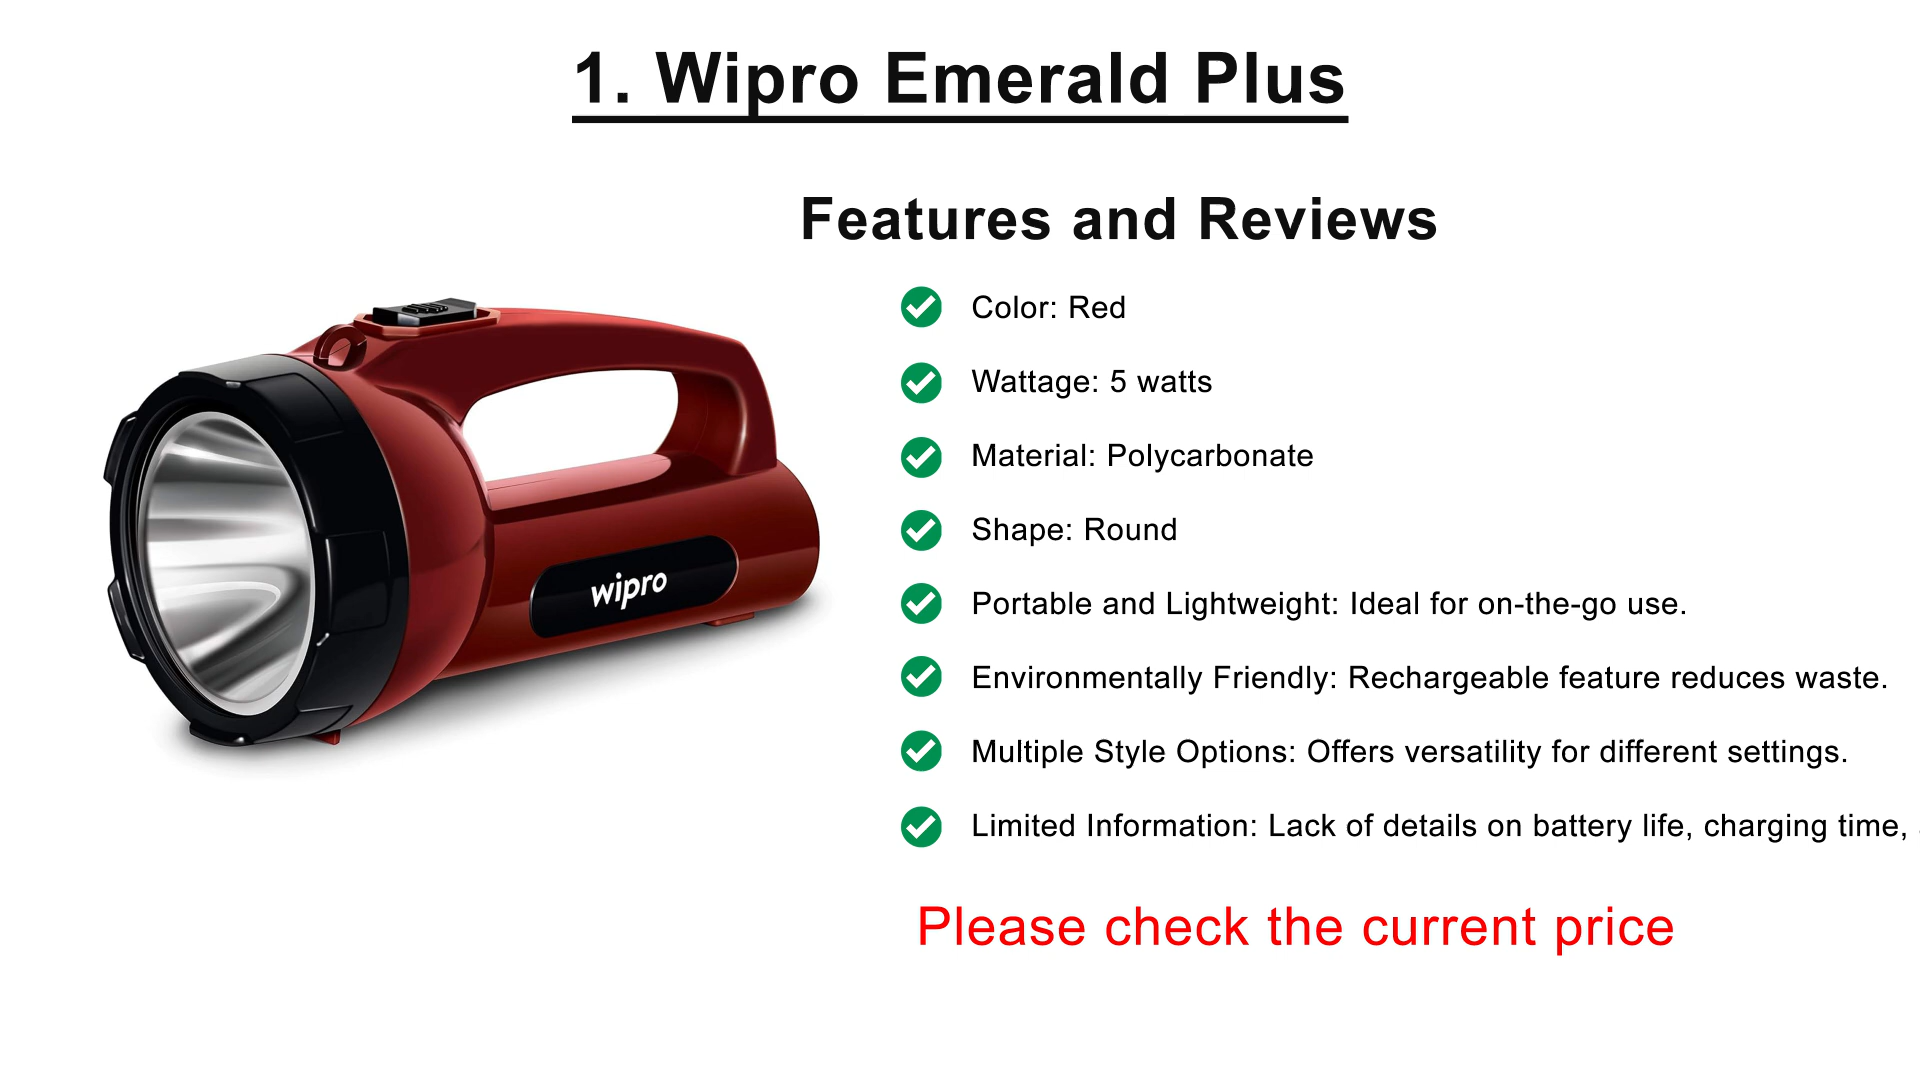 1. Wipro Emerald Plus
Features and Reviews
Color: Red
Wattage: 5 watts
Material: Polycarbonate
Shape: Round
Portable and Lightweight: Ideal for on-the-go use.
Environmentally Friendly: Rechargeable feature reduces waste.
Multiple Style Options: Offers versatility for different settings.
Limited Information: Lack of details on battery life, charging time,
wipro
Please check the current price